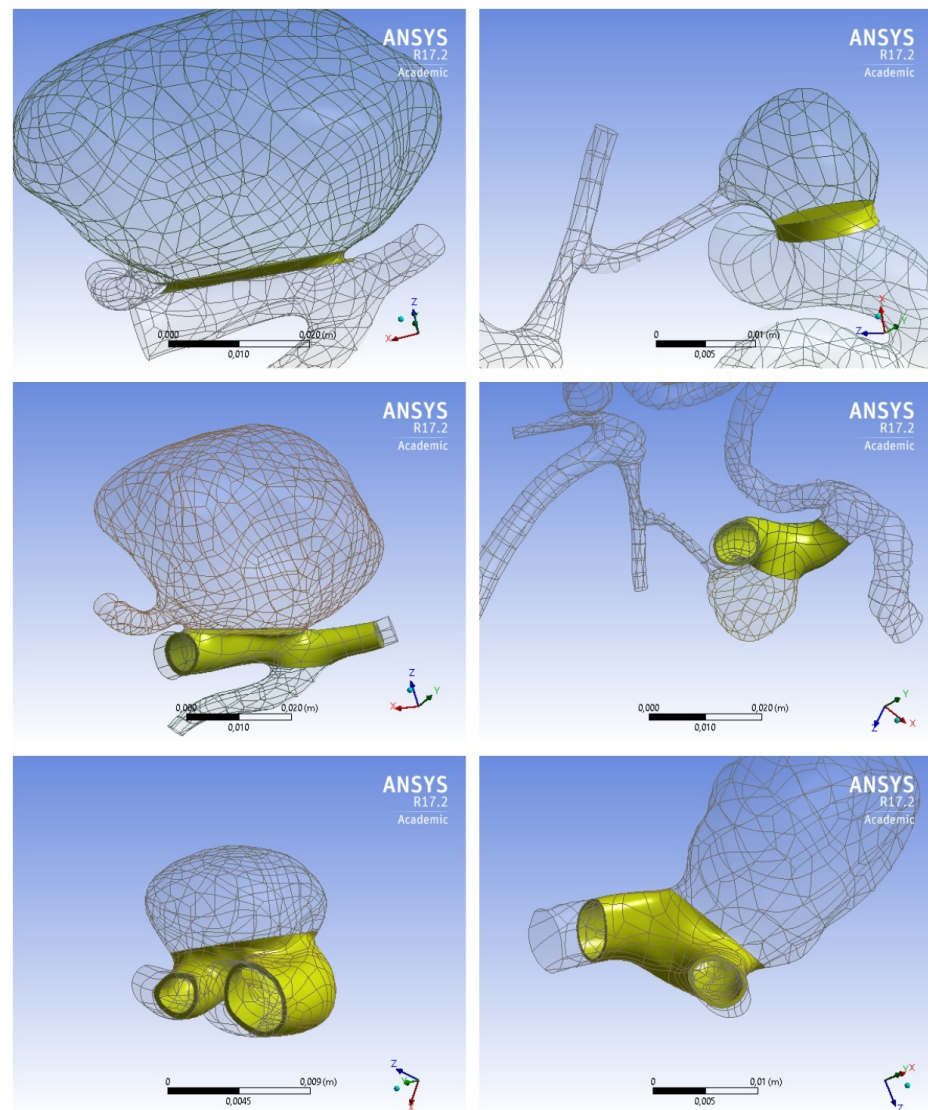 ANSYS
R17.2
Academic
Z
X
0,000
0,020 (m)
0,010
ANSYS
R17.2
Academic
X
Y
Z
0
0,01 (m)
0,005
ANSYS
R17.2
Academic
Z
Y
X
0,000
0,020 (m)
0,010
ANSYS
R17.2
Academic
Y
X
Z
0,000
0,020 (m)
0,010
ANSYS
R17.2
Academic
Z
Y
X
0
0,009 (m)
0,0045
ANSYS
R17.2
Academic
Y
X
Z
0
0,01 (m)
0,005